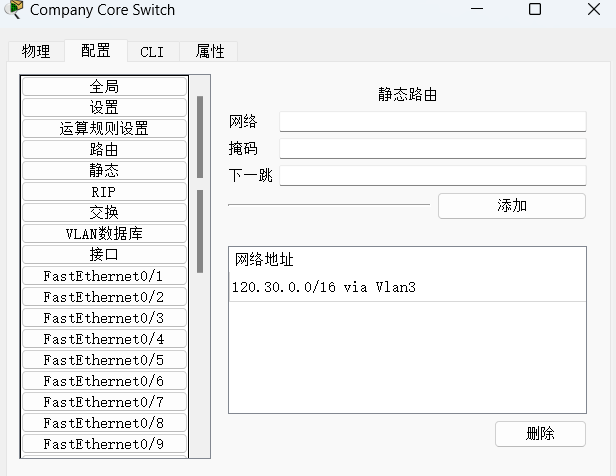 Company Core Switch
物理 配置 CLI 属性
全局
设置
运算规则设置
路由
静态
RIP
交换
VLAN数据库
接口
FastEthernet0/1
FastEthernet0/2
FastEthernet0/3
FastEthernet0/4
FastEthernet0/5
FastEthernet0/6
FastEthernet0/7
FastEthernet0/8
FastEthernet0/9
静态路由
网络
掩码
下一跳
添加
网络地址
120.30.0.0/16 via Vlan3
删除